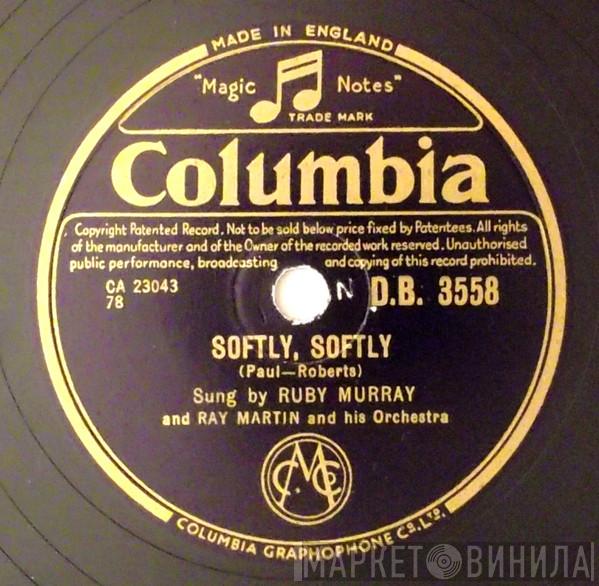 MADE IN ENGLAND
"Magic Notes"
TRADE MARK
Columbia
Copyright Patented Record. Not to be sold below price fixed by Patentees. All rights
of the manufacturer and of the Owner of the recorded work reserved. Unauthorised
public performance, broadcasting and copying of this record prohibited.
CA 23043
78
N
D.B. 3558
SOFTLY, SOFTLY
(Paul—Roberts)
Sung by RUBY MURRAY
and RAY MARTIN and his Orchestra
COLUMBIA GRAPHOPHONE Co. LTD.
МАРКЕТ ВИНИЛА